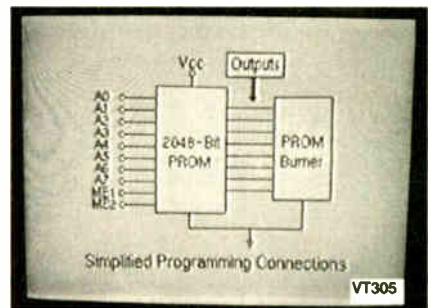 Vcc
Outputs
A0
A1
A2
A3
A4
A5
A6
A7
ME1
ME2
2048-Bit
PROM
PROM
Burner
Simplified Programming Connections
VT305